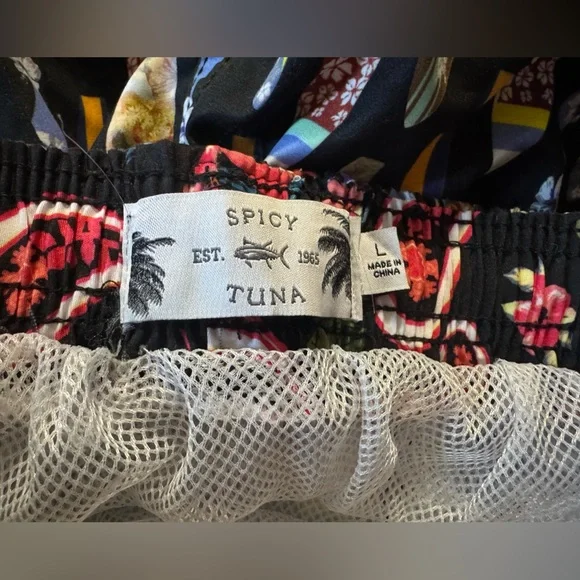 SPICY
EST. 1965
TUNA
L
MADE IN
CHINA